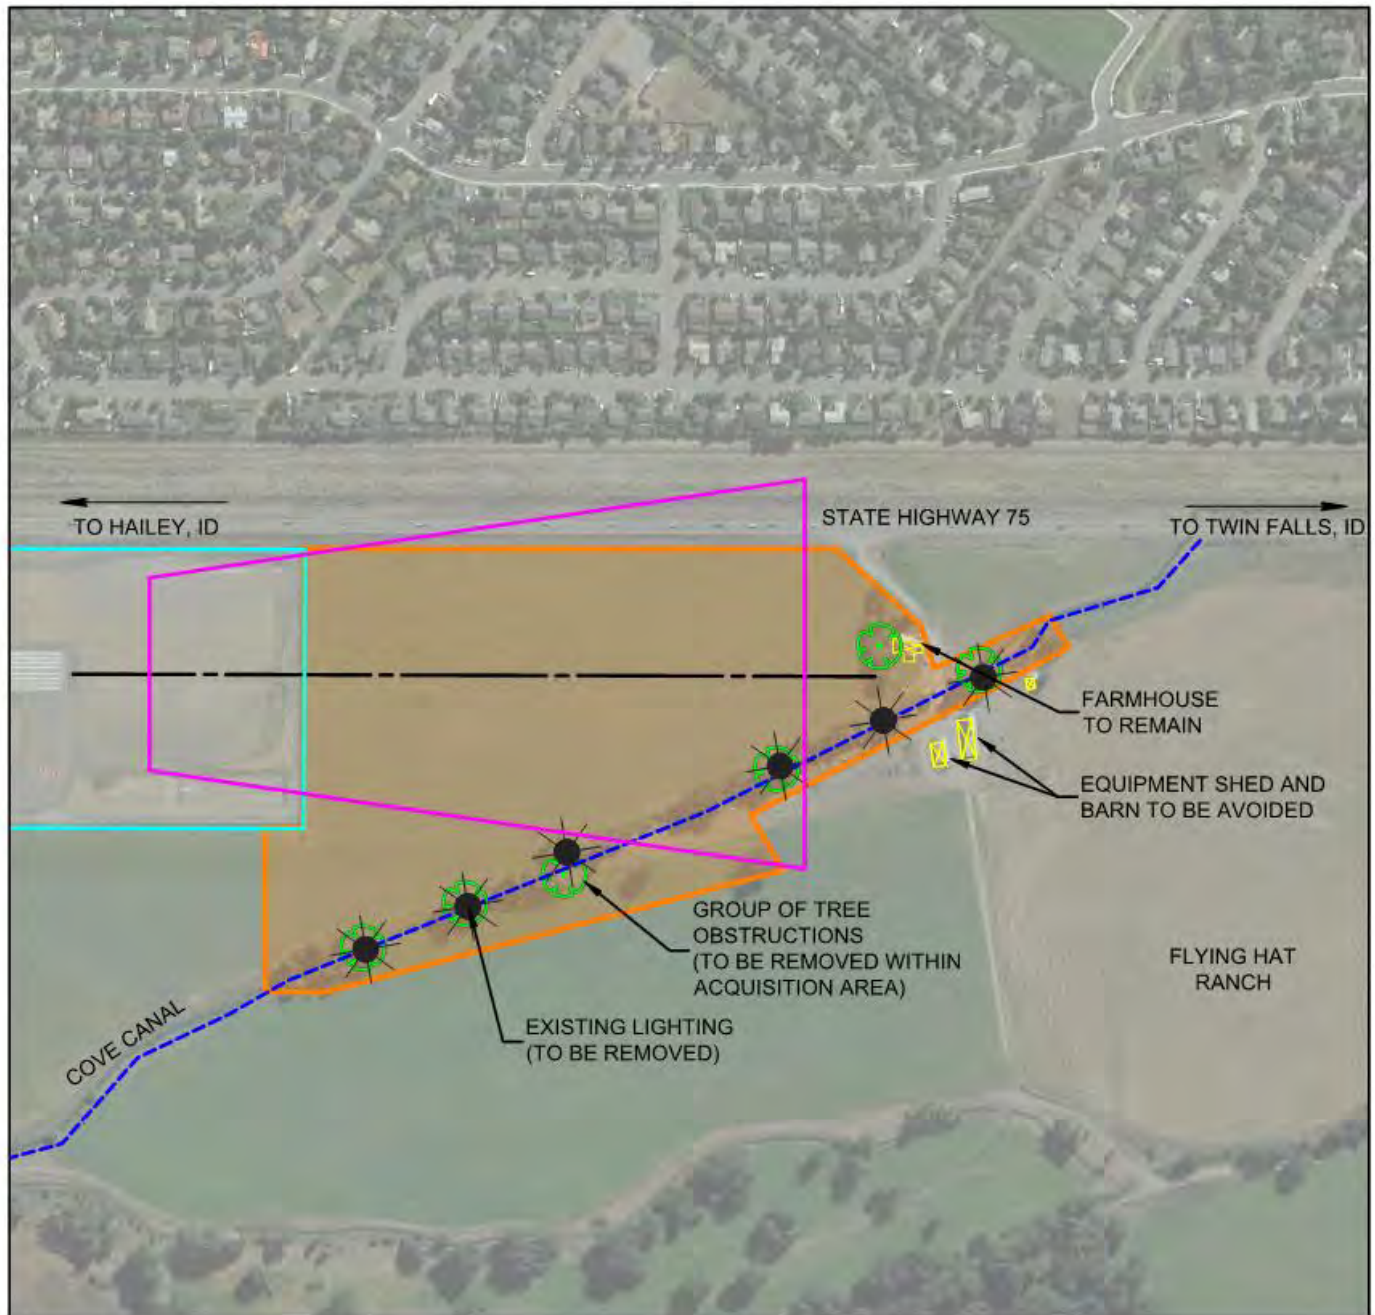 TO HAILEY, ID
STATE HIGHWAY 75
TO TWIN FALLS, ID
FARMHOUSE
TO REMAIN
EQUIPMENT SHED AND
BARN TO BE AVOIDED
GROUP OF TREE
OBSTRUCTIONS
(TO BE REMOVED WITHIN
ACQUISITION AREA)
FLYING HAT
RANCH
EXISTING LIGHTING
(TO BE REMOVED)
COVE CANAL